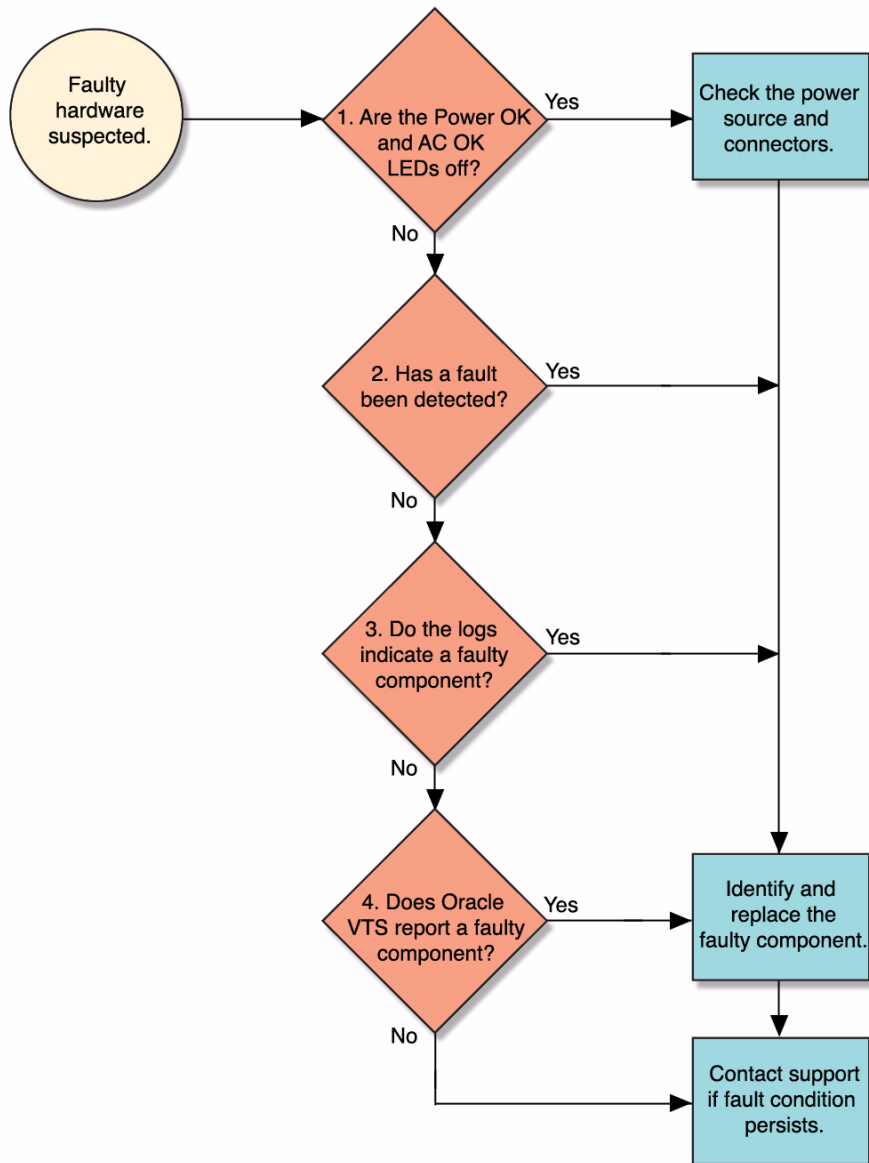 Faulty
hardware
suspected.
1. Are the Power OK
and AC OK
LEDs off?
Yes
Check the power
source and
connectors.
No
2. Has a fault
been detected?
Yes
No
3. Do the logs
indicate a faulty
component?
Yes
No
4. Does Oracle
VTS report a faulty
component?
Yes
Identify and
replace the
faulty component.
No
Contact support
if fault condition
persists.